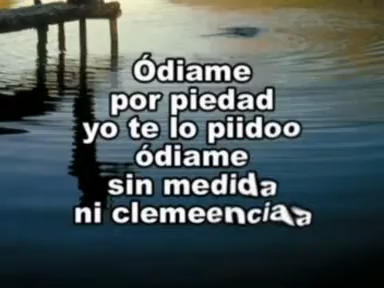 Ódiame
por piedad
yo te lo piidoo
ódiame
sin medida
ni clemeenciaa